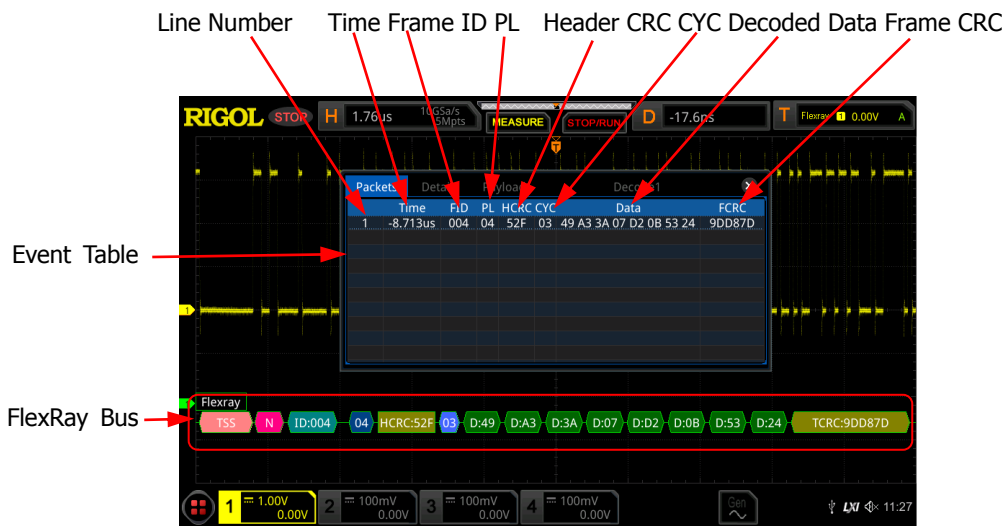 Line Number Time Frame ID PL Header CRC CYC Decoded Data Frame CRC
RIGOL STOP H 1.76us 10GSa/s 5Mpts MEASURE STOP/RUN D -17.6ns T Flexray 1 0.00V A
T
Packets Details Payload Decode1 X
Time FID PL HCRC CYC Data FCRC
1 -8.713us 004 04 52F 03 49 A3 3A 07 D2 0B 53 24 9DD87D
Event Table
1
Flexray
FlexRay Bus
TSS N ID:004 04 HCRC:52F 03 D:49 D:A3 D:3A D:07 D:D2 D:0B D:53 D:24 TCRC:9DD87D
1 1.00V 0.00V 2 100mV 0.00V 3 100mV 0.00V 4 100mV 0.00V Gen LXI 11:27